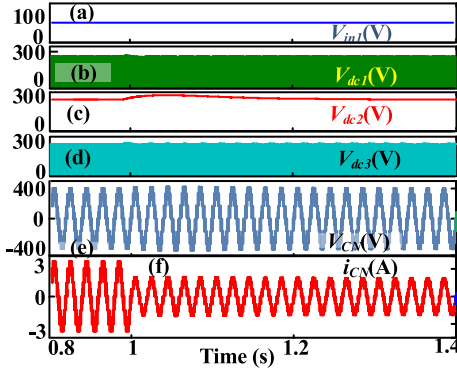 (a)
100
0
V_in1(V)
270
0
(b)
V_dc1(V)
300
0
(c)
V_dc2(V)
300
0
(d)
V_dc3(V)
400
0
-400
(e)
V_CN(V)
3
0
-3
(f)
i_CN(A)
0.8 1 1.2 1.4
Time (s)